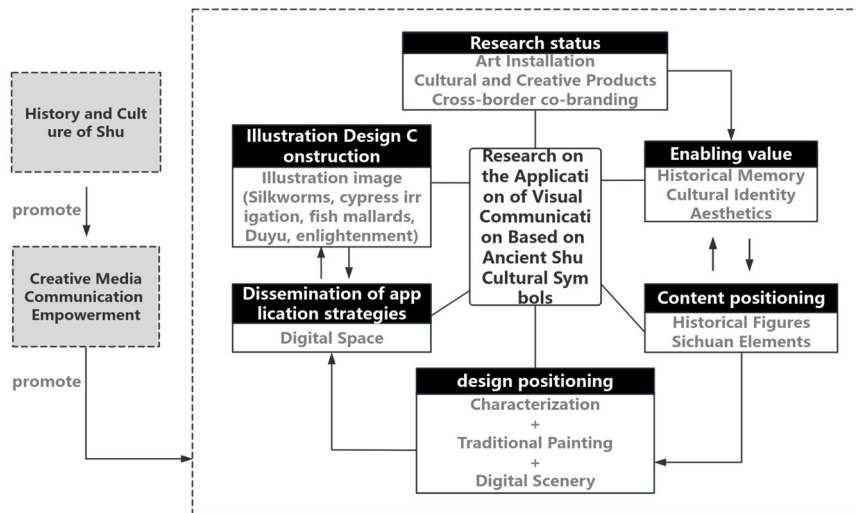 History and Cult
ure of Shu
promote
Creative Media
Communication
Empowerment
promote
Research status
Art Installation
Cultural and Creative Products
Cross-border co-branding
Illustration Design C
onstruction
Illustration image
(Silkworms, cypress irr
igation, fish mallards,
Duyu, enlightenment)
Research on
the Applicati
on of Visual
Communicati
on Based on
Ancient Shu
Cultural Sym
bols
Enabling value
Historical Memory
Cultural Identity
Aesthetics
Dissemination of app
lication strategies
Digital Space
Content positioning
Historical Figures
Sichuan Elements
design positioning
Characterization
+
Traditional Painting
+
Digital Scenery